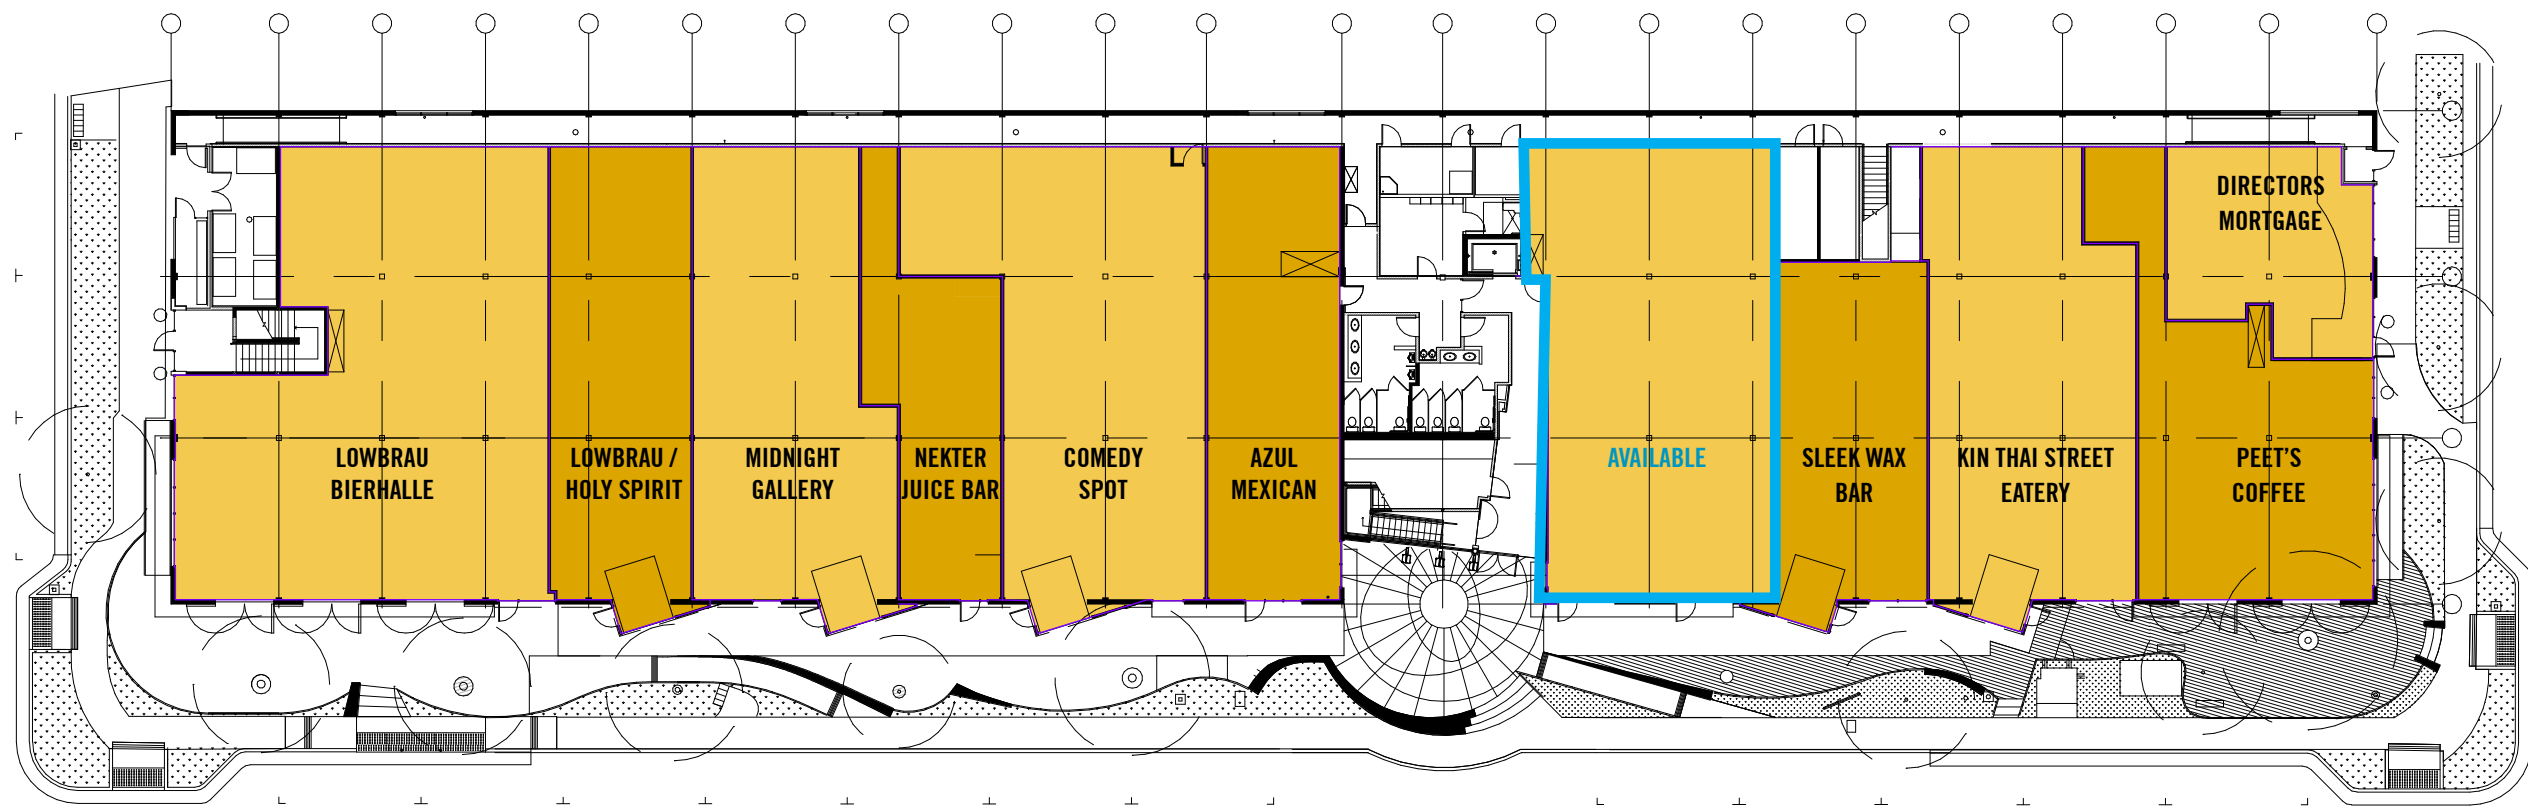 LOWBRAU
BIERHALLE
LOWBRAU /
HOLY SPIRIT
MIDNIGHT
GALLERY
NEKTER
JUICE BAR
COMEDY
SPOT
AZUL
MEXICAN
AVAILABLE
SLEEK WAX
BAR
KIN THAI STREET
EATERY
DIRECTORS
MORTGAGE
PEET'S
COFFEE